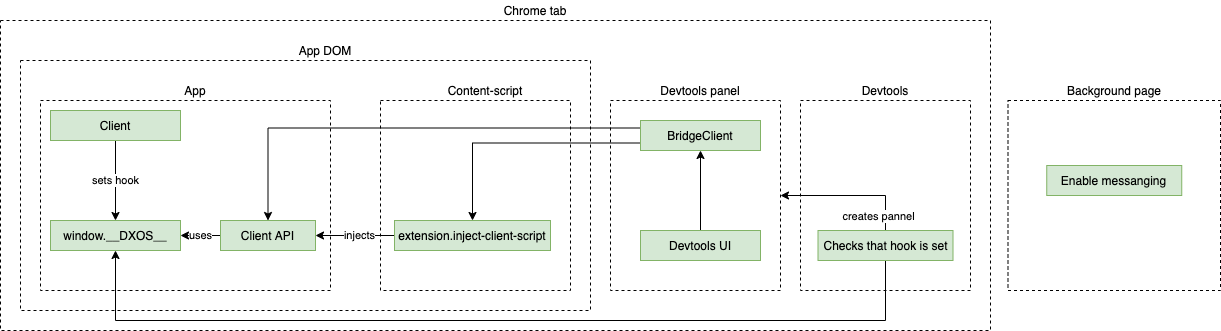 Chrome tab
App DOM
App
Content-script
Devtools panel
Devtools
Background page
Client
BridgeClient
sets hook
Enable messanging
creates pannel
window.__DXOS__
uses
Client API
injects
extension.inject-client-script
Devtools UI
Checks that hook is set